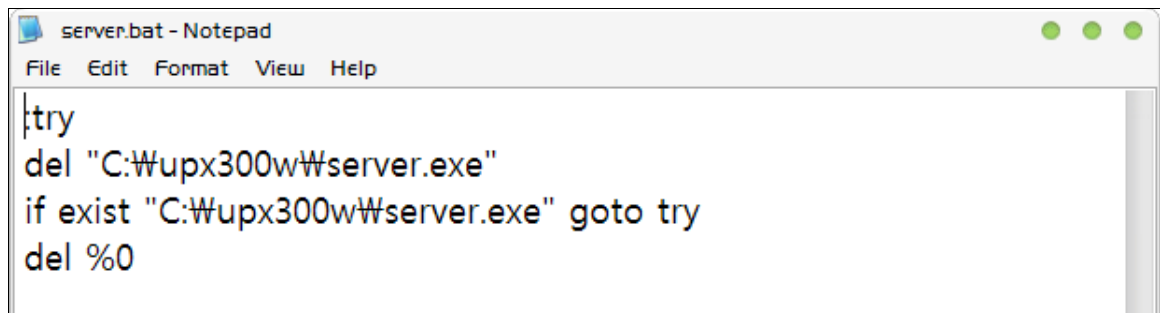 server.bat - Notepad
File Edit Format View Help
:try
del "C:₩upx300w₩server.exe"
if exist "C:₩upx300w₩server.exe" goto try
del %0